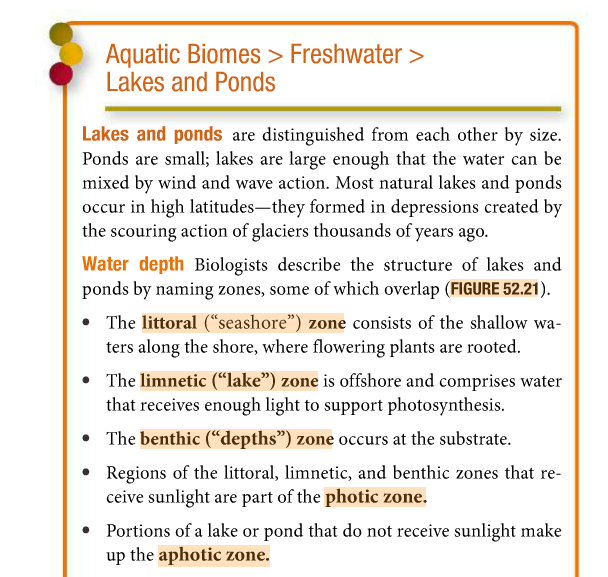 Aquatic Biomes > Freshwater >
Lakes and Ponds
Lakes and ponds are distinguished from each other by size.
Ponds are small; lakes are large enough that the water can be
mixed by wind and wave action. Most natural lakes and ponds
occur in high latitudes—they formed in depressions created by
the scouring action of glaciers thousands of years ago.
Water depth Biologists describe the structure of lakes and
ponds by naming zones, some of which overlap (FIGURE 52.21).
• The littoral (“seashore”) zone consists of the shallow wa-
ters along the shore, where flowering plants are rooted.
• The limnetic (“lake”) zone is offshore and comprises water
that receives enough light to support photosynthesis.
• The benthic (“depths”) zone occurs at the substrate.
• Regions of the littoral, limnetic, and benthic zones that re-
ceive sunlight are part of the photic zone.
• Portions of a lake or pond that do not receive sunlight make
up the aphotic zone.